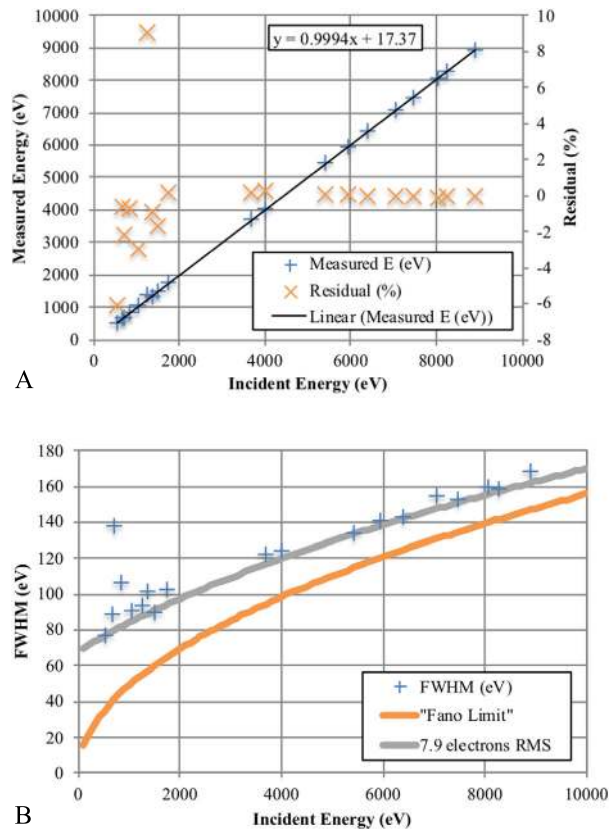 y = 0.9994x + 17.37
10000
9000
8000
7000
6000
5000
4000
3000
2000
1000
0
Measured Energy (eV)
10
8
6
4
2
0
-2
-4
-6
-8
Residual (%)
Measured E (eV)
Residual (%)
Linear (Measured E (eV))
0 2000 4000 6000 8000 10000
Incident Energy (eV)
A
180
160
140
120
100
80
60
40
20
0
FWHM (eV)
FWHM (eV)
"Fano Limit"
7.9 electrons RMS
0 2000 4000 6000 8000 10000
Incident Energy (eV)
B